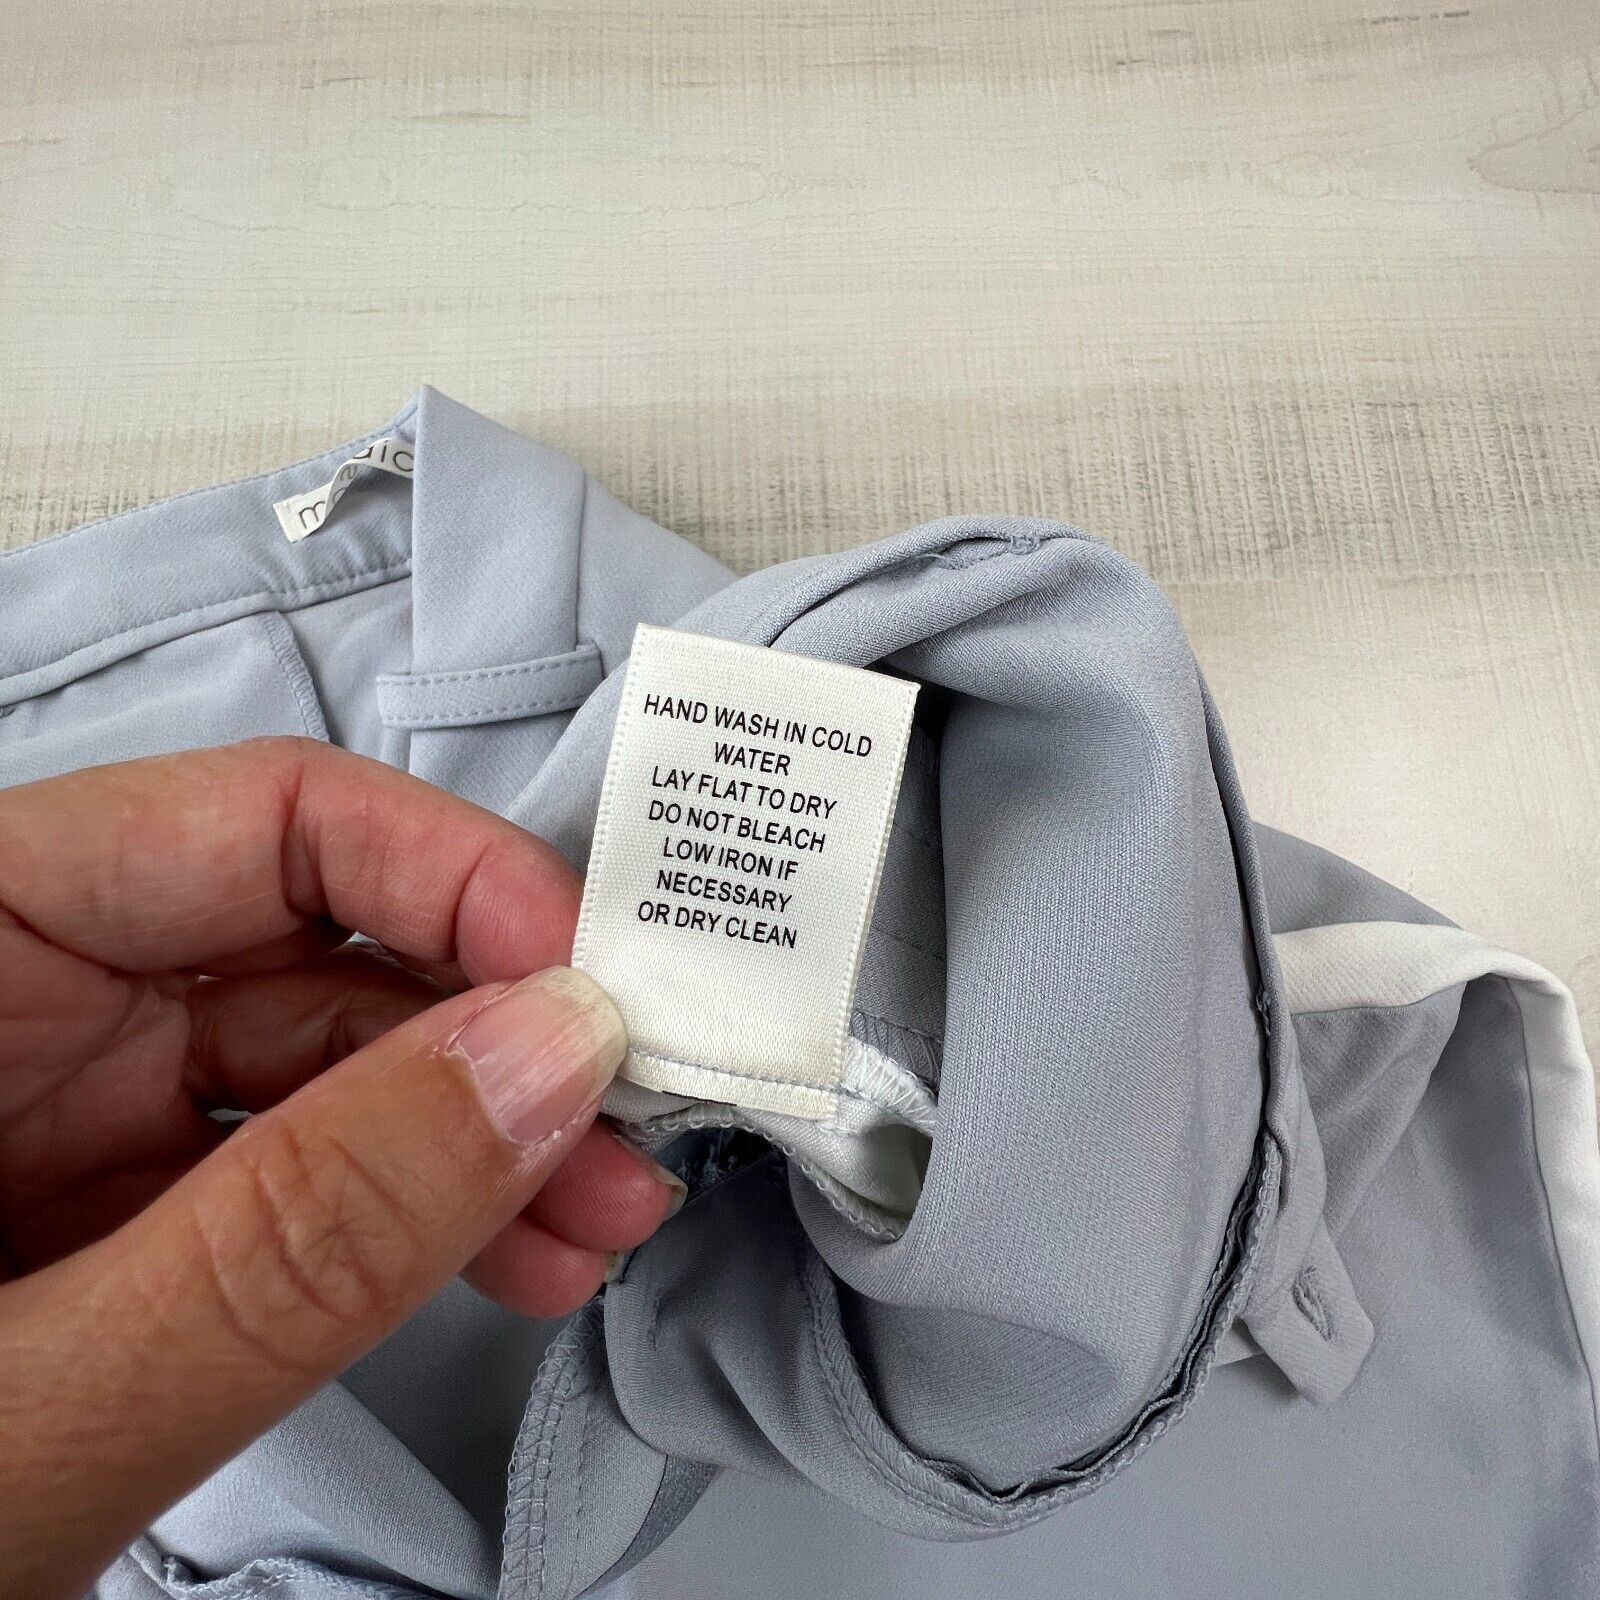 HAND WASH IN COLD
WATER
LAY FLAT TO DRY
DO NOT BLEACH
LOW IRON IF
NECESSARY
OR DRY CLEAN